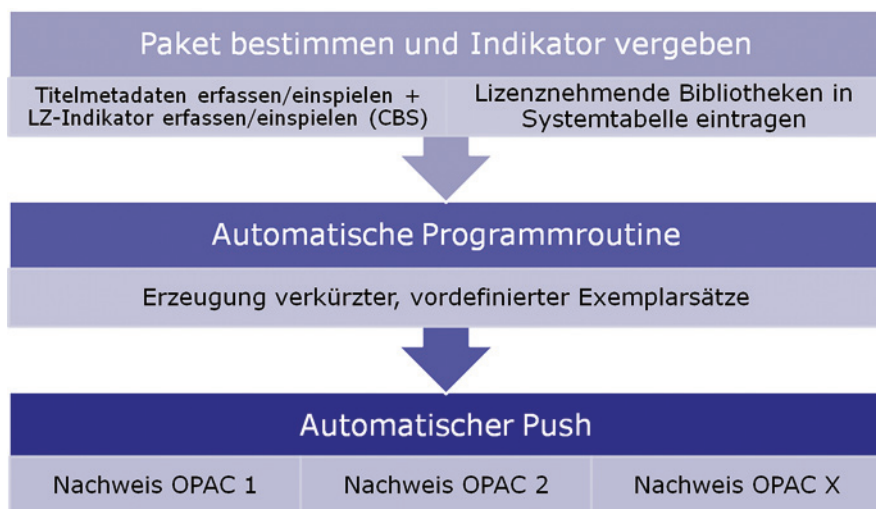 Paket bestimmen und Indikator vergeben
Titelmetadaten erfassen/einspielen +
LZ-Indikator erfassen/einspielen (CBS)
Lizenznehmende Bibliotheken in
Systemtabelle eintragen
Automatische Programmroutine
Erzeugung verkürzter, vordefinierter Exemplarsätze
Automatischer Push
Nachweis OPAC 1
Nachweis OPAC 2
Nachweis OPAC X